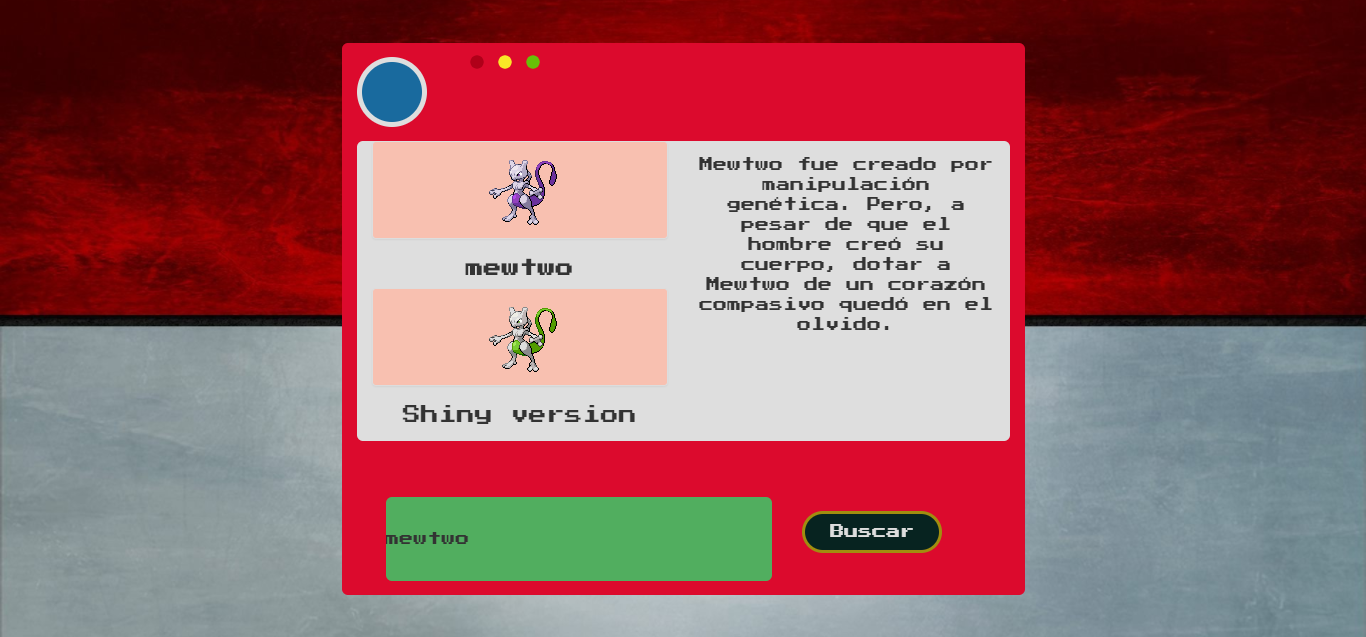 mewtwo
Shiny version
Mewtwo fue creado por
manipulación
genética. Pero, a
pesar de que el
hombre creó su
cuerpo, dotar a
Mewtwo de un corazón
compasivo quedó en el
olvido.
mewtwo
Buscar